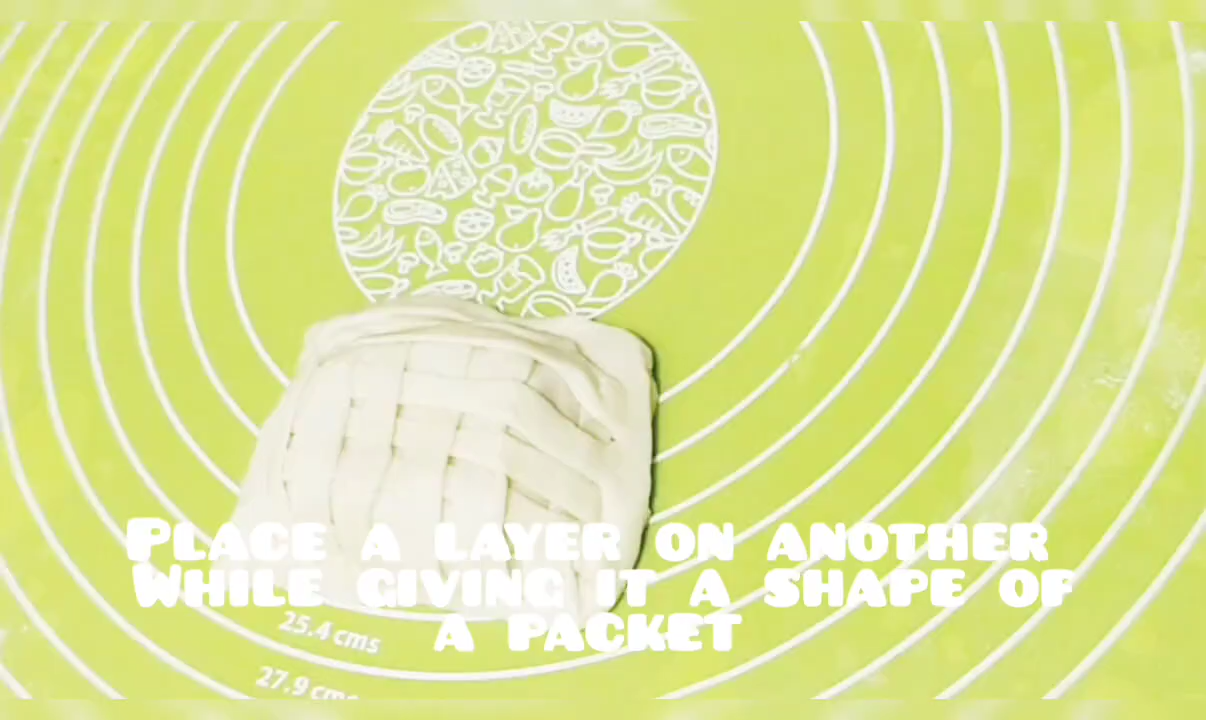 Place a layer on another
while giving it a shape of
a packet
25.4 cms
27.9 cms